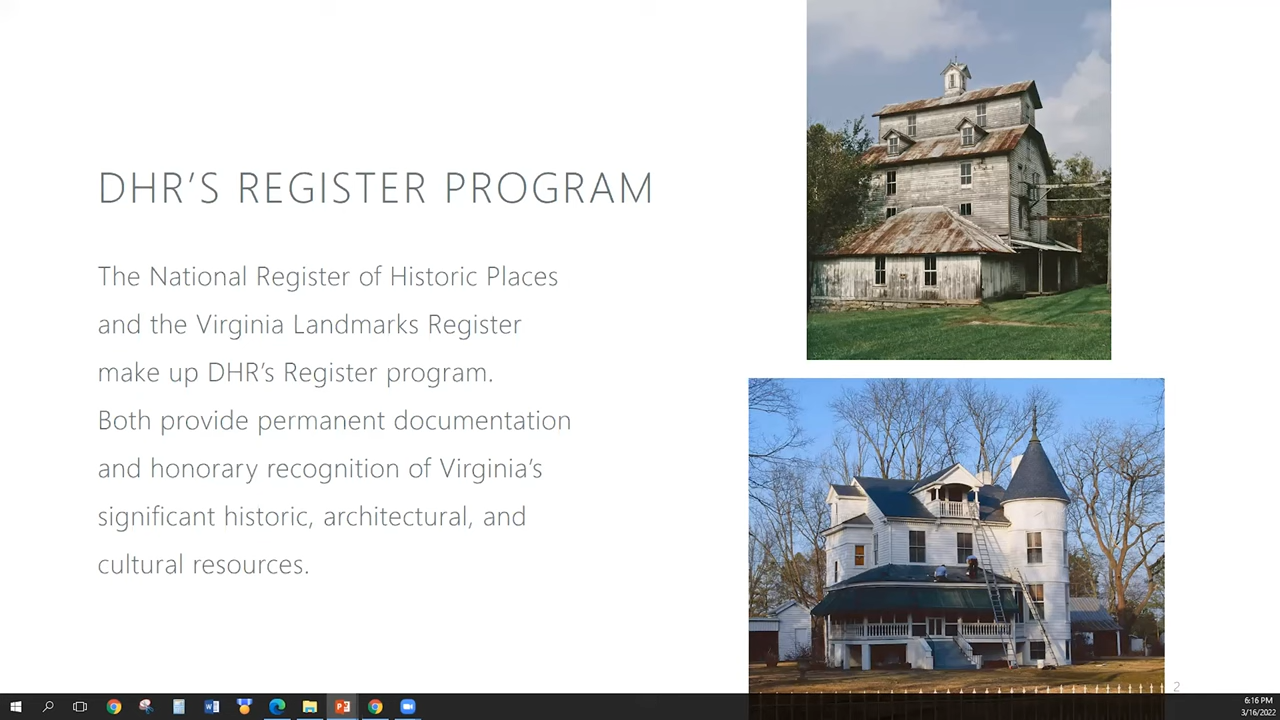 DHR'S REGISTER PROGRAM
The National Register of Historic Places
and the Virginia Landmarks Register
make up DHR's Register program.
Both provide permanent documentation
and honorary recognition of Virginia's
significant historic, architectural, and
cultural resources.
2
6:16 PM
3/16/2022